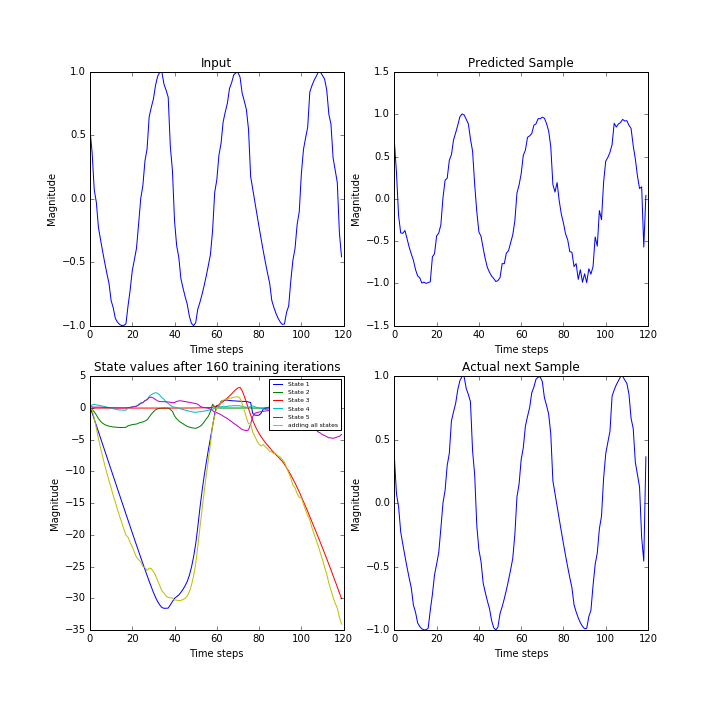 Input
1.0
0.5
0.0
−0.5
−1.0
Magnitude
0 20 40 60 80 100 120
Time steps
Predicted Sample
1.5
1.0
0.5
0.0
−0.5
−1.0
−1.5
Magnitude
0 20 40 60 80 100 120
Time steps
State values after 160 training iterations
5
0
−5
−10
−15
−20
−25
−30
−35
Magnitude
State 1
State 2
State 3
State 4
State 5
adding all states
0 20 40 60 80 100 120
Time steps
Actual next Sample
1.0
0.5
0.0
−0.5
−1.0
Magnitude
0 20 40 60 80 100 120
Time steps